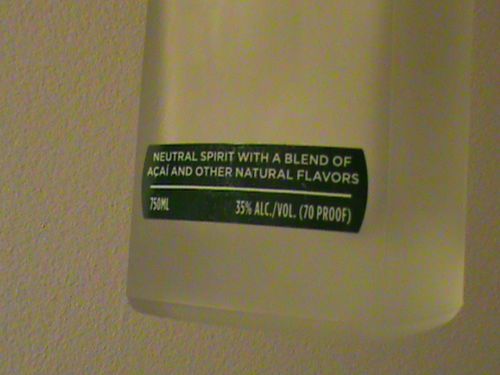 NEUTRAL SPIRIT WITH A BLEND OF
AÇAÍ AND OTHER NATURAL FLAVORS
750ML 35% ALC./VOL. (70 PROOF)